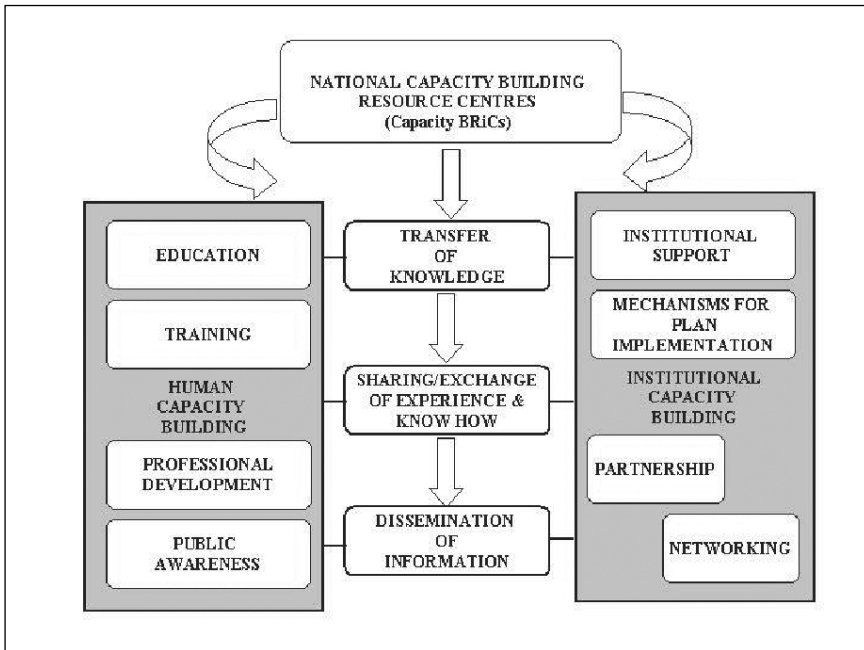 NATIONAL CAPACITY BUILDING
RESOURCE CENTRES
(Capacity BRiCs)
EDUCATION
TRAINING
HUMAN
CAPACITY
BUILDING
PROFESSIONAL
DEVELOPMENT
PUBLIC
AWARENESS
TRANSFER
OF
KNOWLEDGE
SHARING/EXCHANGE
OF EXPERIENCE &
KNOW HOW
DISSEMINATION
OF
INFORMATION
INSTITUTIONAL
SUPPORT
MECHANISMS FOR
PLAN
IMPLEMENTATION
INSTITUTIONAL
CAPACITY
BUILDING
PARTNERSHIP
NETWORKING